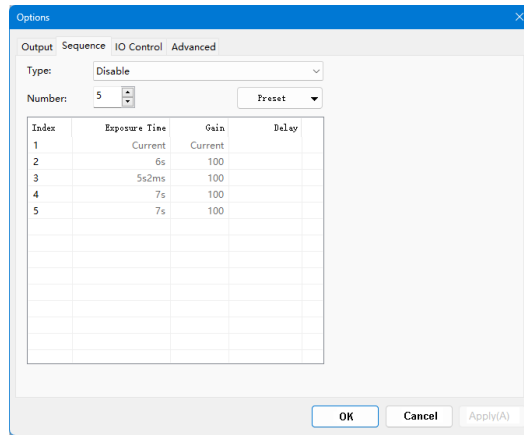 Options
Output Sequence IO Control Advanced
Type: Disable
Number: 5 Preset
Index Exposure Time Gain Delay
1 Current Current
2 6s 100
3 5s2ms 100
4 7s 100
5 7s 100
OK Cancel Apply(A)